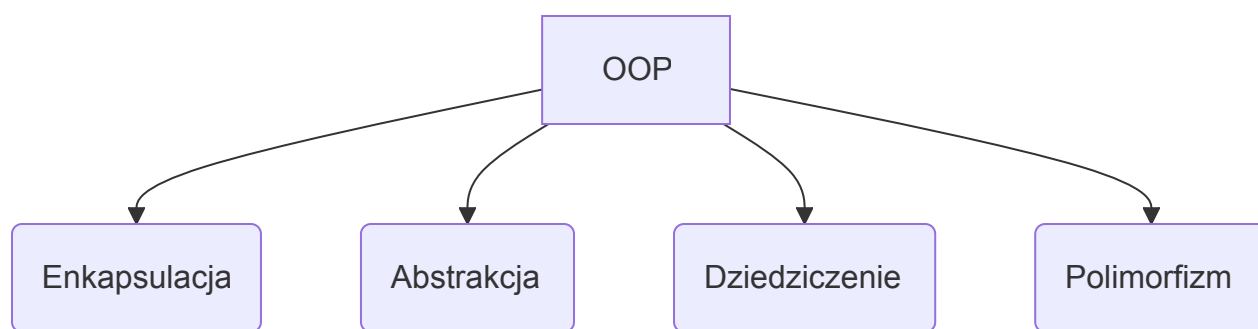 OOP
Enkapsulacja
Abstrakcja
Dziedziczenie
Polimorfizm